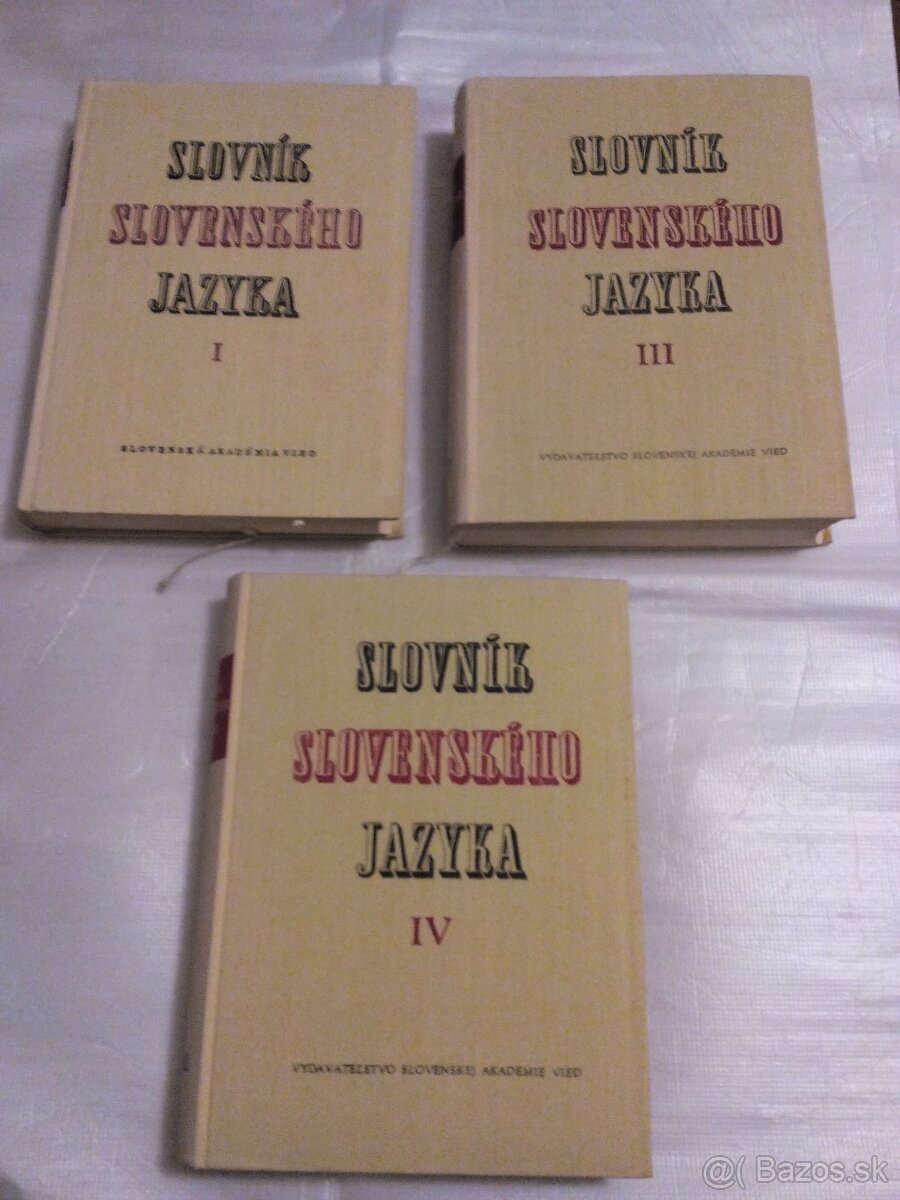 SLOVNÍK
SLOVENSKÉHO
JAZYKA
I
SLOVENSKÁ AKADÉMIA VIED
SLOVNÍK
SLOVENSKÉHO
JAZYKA
III
VYDAVATEĽSTVO SLOVENSKEJ AKADÉMIE VIED
SLOVNÍK
SLOVENSKÉHO
JAZYKA
IV
VYDAVATEĽSTVO SLOVENSKEJ AKADÉMIE VIED
@( Bazos.sk